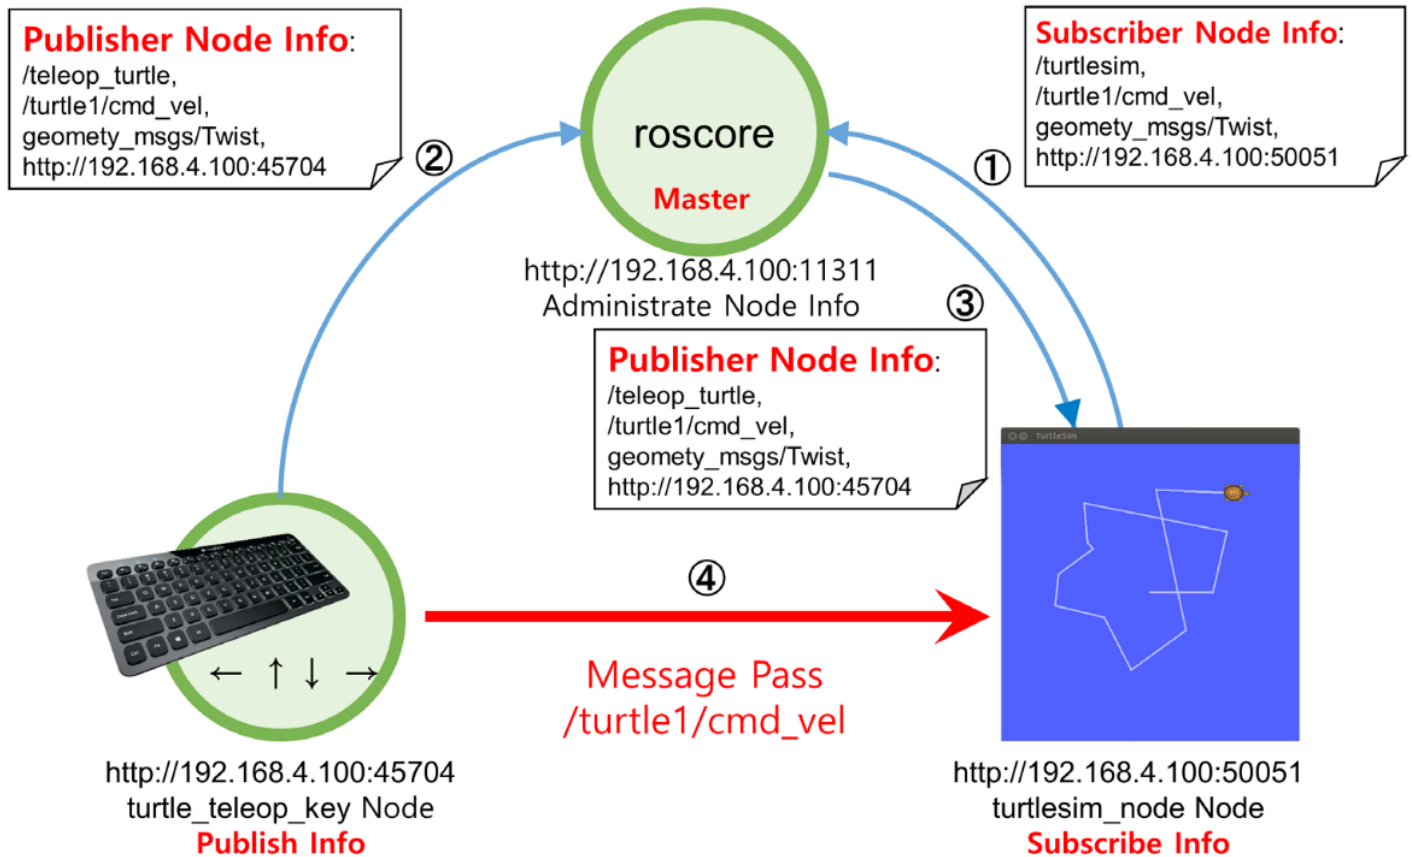 Publisher Node Info:
/teleop_turtle,
/turtle1/cmd_vel,
geomety_msgs/Twist,
http://192.168.4.100:45704
②
roscore
Master
http://192.168.4.100:11311
Administrate Node Info
①
Subscriber Node Info:
/turtlesim,
/turtle1/cmd_vel,
geomety_msgs/Twist,
http://192.168.4.100:50051
③
Publisher Node Info:
/teleop_turtle,
/turtle1/cmd_vel,
geomety_msgs/Twist,
http://192.168.4.100:45704
TurtleSim
← ↑ ↓ →
④
Message Pass
/turtle1/cmd_vel
http://192.168.4.100:45704
turtle_teleop_key Node
Publish Info
http://192.168.4.100:50051
turtlesim_node Node
Subscribe Info